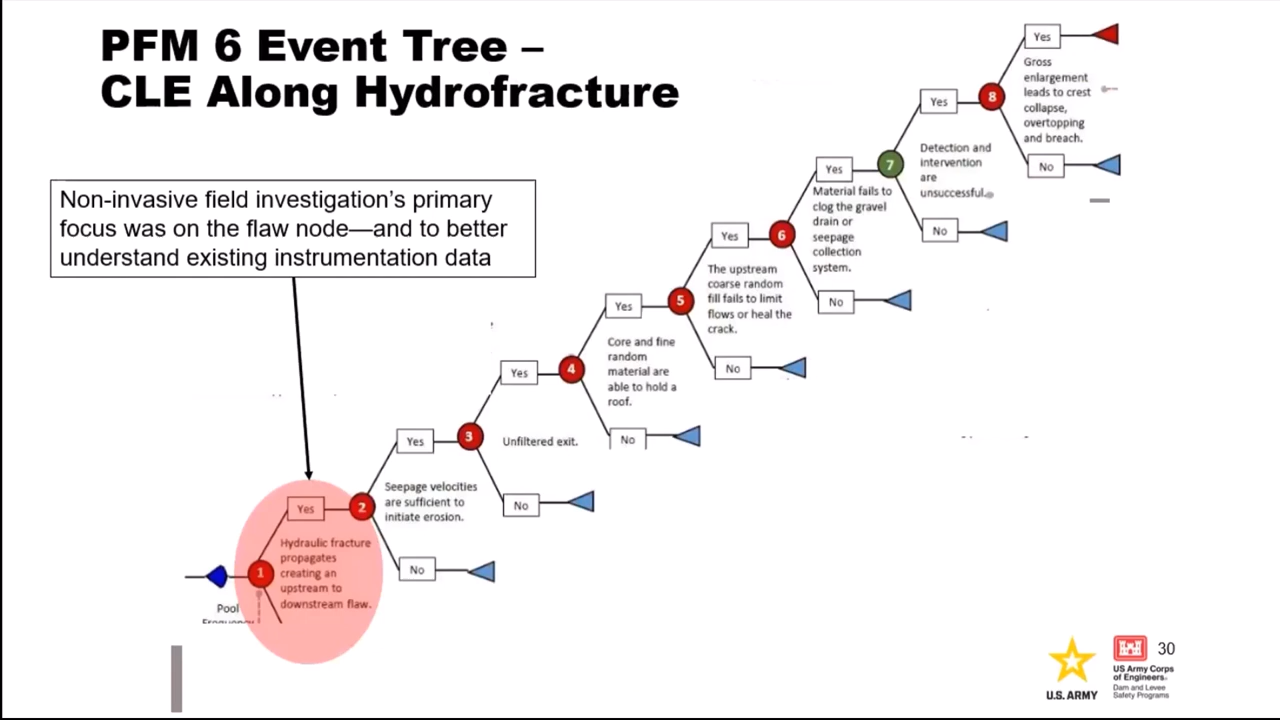 PFM 6 Event Tree –
CLE Along Hydrofracture
Non-invasive field investigation's primary
focus was on the flaw node—and to better
understand existing instrumentation data
Yes
8
Gross
enlargement
leads to crest
collapse,
overtopping
and breach.
No
Yes
7
Detection and
intervention
are
unsuccessful.
No
Yes
6
Material fails to
clog the gravel
drain or
seepage
collection
system.
No
Yes
5
The upstream
coarse random
fill fails to limit
flows or heal the
crack.
No
Yes
4
Core and fine
random
material are
able to hold a
roof.
No
Yes
3
Unfiltered exit.
No
Yes
2
Seepage velocities
are sufficient to
initiate erosion.
No
Yes
1
Hydraulic fracture
propagates
creating an
upstream to
downstream flaw.
Pool
U.S. ARMY
US Army Corps
of Engineers.
Dam and Levee
Safety Programs
30